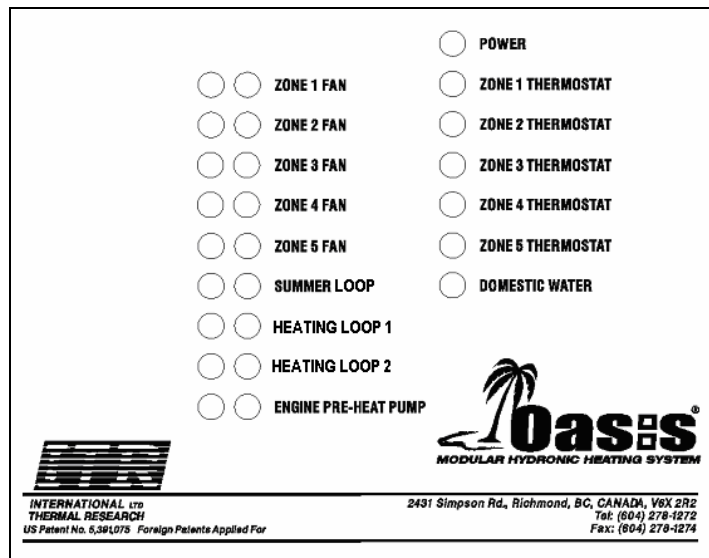 POWER
ZONE 1 FAN
ZONE 1 THERMOSTAT
ZONE 2 FAN
ZONE 2 THERMOSTAT
ZONE 3 FAN
ZONE 3 THERMOSTAT
ZONE 4 FAN
ZONE 4 THERMOSTAT
ZONE 5 FAN
ZONE 5 THERMOSTAT
SUMMER LOOP
DOMESTIC WATER
HEATING LOOP 1
HEATING LOOP 2
ENGINE PRE-HEAT PUMP
Oasis®
MODULAR HYDRONIC HEATING SYSTEM
ITR
INTERNATIONAL LTD
THERMAL RESEARCH
US Patent No. 5,391,075 Foreign Patents Applied For
2431 Simpson Rd., Richmond, BC, CANADA, V6X 2R2
Tel: (604) 278-1272
Fax: (604) 278-1274